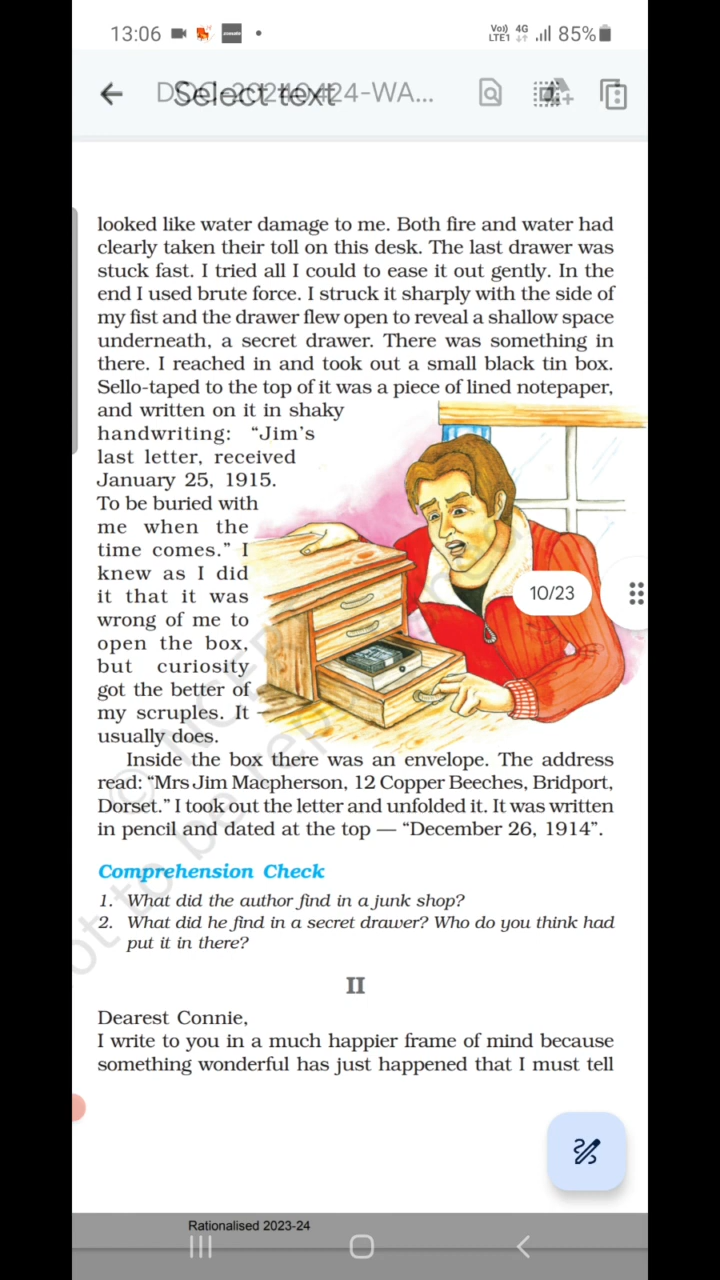 13:06
Vo) 4G
LTE1 85%
Select text
10/23
looked like water damage to me. Both fire and water had
clearly taken their toll on this desk. The last drawer was
stuck fast. I tried all I could to ease it out gently. In the
end I used brute force. I struck it sharply with the side of
my fist and the drawer flew open to reveal a shallow space
underneath, a secret drawer. There was something in
there. I reached in and took out a small black tin box.
Sello-taped to the top of it was a piece of lined notepaper,
and written on it in shaky
handwriting: “Jim’s
last letter, received
January 25, 1915.
To be buried with
me when the
time comes.” I
knew as I did
it that it was
wrong of me to
open the box,
but curiosity
got the better of
my scruples. It
usually does.
Inside the box there was an envelope. The address
read: “Mrs Jim Macpherson, 12 Copper Beeches, Bridport,
Dorset.” I took out the letter and unfolded it. It was written
in pencil and dated at the top — “December 26, 1914”.
Comprehension Check
1. What did the author find in a junk shop?
2. What did he find in a secret drawer? Who do you think had
put it in there?
II
Dearest Connie,
I write to you in a much happier frame of mind because
something wonderful has just happened that I must tell
Rationalised 2023-24